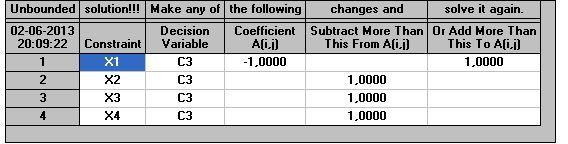 Unbounded solution!!! Make any of the following changes and solve it again.
02-06-2013 Decision Coefficient Subtract More Than Or Add More Than
20:09:22 Constraint Variable A(i,j) This From A(i,j) This To A(i,j)
1 X1 C3 -1,0000 1,0000
2 X2 C3 1,0000
3 X3 C3 1,0000
4 X4 C3 1,0000